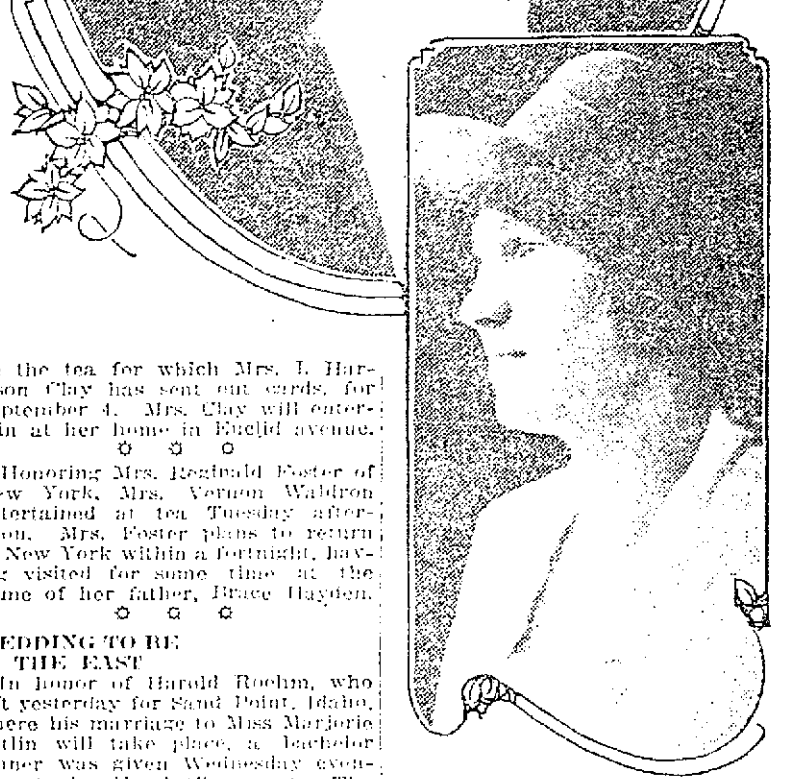 the tea for which Mrs. I. Har-
son Clay has sent out cards, for
ptember 4. Mrs. Clay will enter-
in at her home in Euclid avenue.
Honoring Mrs. Reginald Foster of
ew York, Mrs. Vernon Waldron
tertained at tea Tuesday after-
on. Mrs. Foster plans to return
New York within a fortnight, hav-
g visited for some time at the
me of her father, Brace Hayden.
EDDING TO BE
THE EAST
In honor of Harold Roehm, who
ft yesterday for Sand Point, Idaho,
here his marriage to Miss Marjorie
tlin will take place, a bachelor
nner was given Wednesday even-